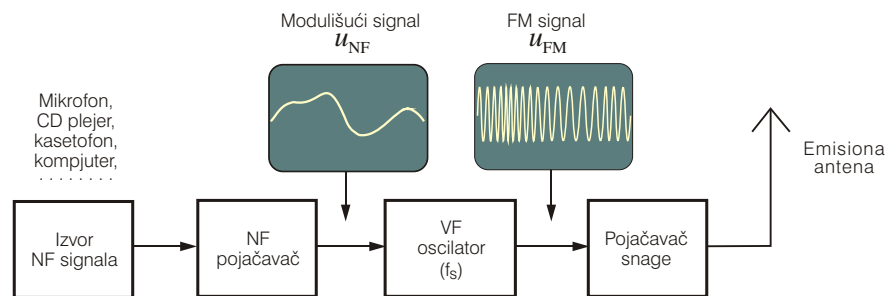 Modulišući signal
uNF
FM signal
uFM
Mikrofon,
CD plejer,
kasetofon,
kompjuter,
. . . . . . . .
Emisiona
antena
Izvor
NF signala
NF
pojačavač
VF
oscilator
(fs)
Pojačavač
snage